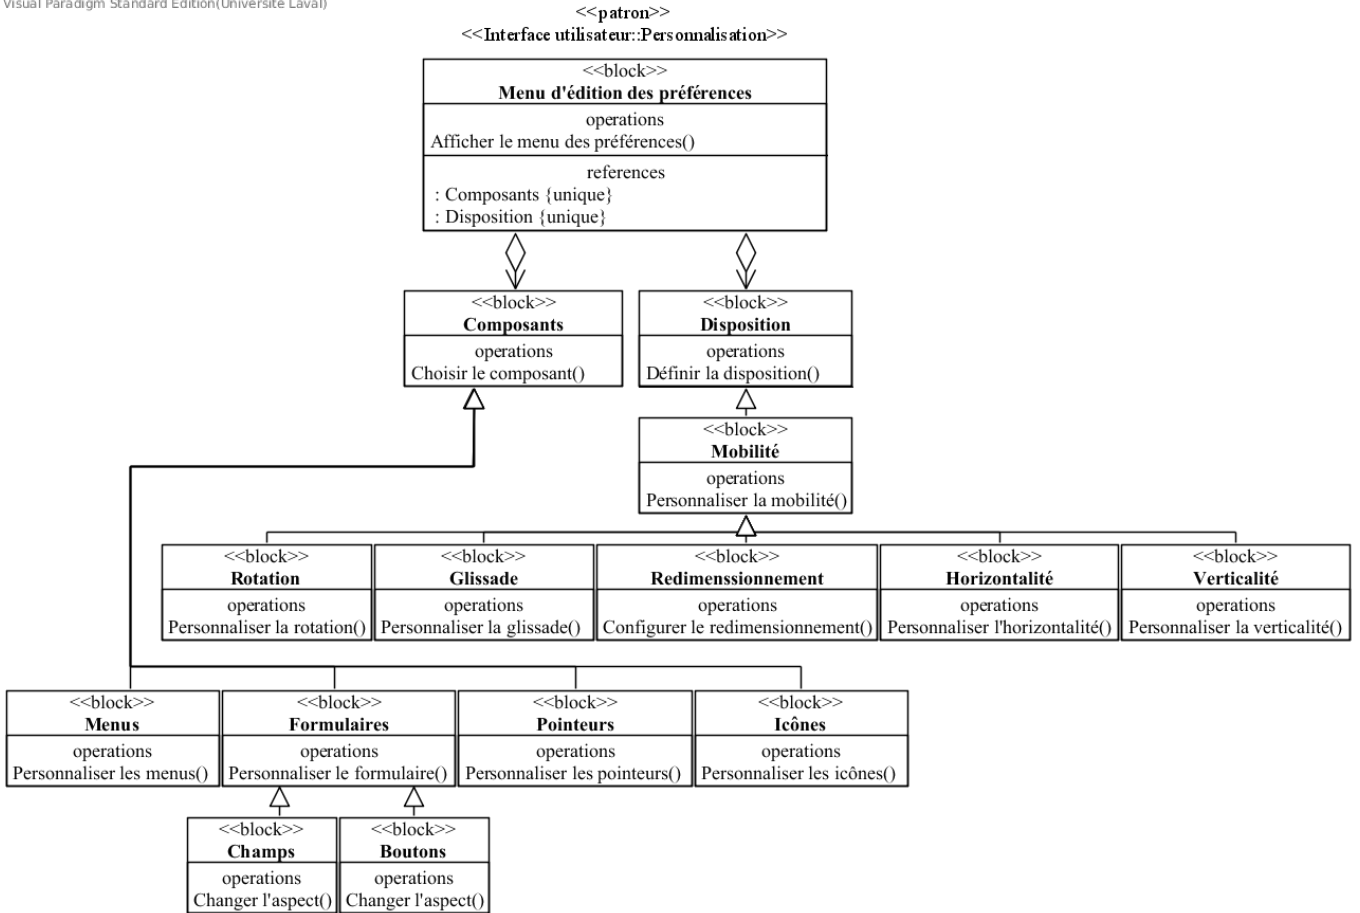 Visual Paradigm Standard Edition(Université Laval)
<<patron>>
<<Interface utilisateur::Personnalisation>>
<<block>>
Menu d'édition des préférences
operations
Afficher le menu des préférences()
references
: Composants {unique}
: Disposition {unique}
<<block>>
Composants
operations
Choisir le composant()
<<block>>
Disposition
operations
Définir la disposition()
<<block>>
Mobilité
operations
Personnaliser la mobilité()
<<block>>
Rotation
operations
Personnaliser la rotation()
<<block>>
Glissade
operations
Personnaliser la glissade()
<<block>>
Redimenssionnement
operations
Configurer le redimensionnement()
<<block>>
Horizontalité
operations
Personnaliser l'horizontalité()
<<block>>
Verticalité
operations
Personnaliser la verticalité()
<<block>>
Menus
operations
Personnaliser les menus()
<<block>>
Formulaires
operations
Personnaliser le formulaire()
<<block>>
Pointeurs
operations
Personnaliser les pointeurs()
<<block>>
Icônes
operations
Personnaliser les icônes()
<<block>>
Champs
operations
Changer l'aspect()
<<block>>
Boutons
operations
Changer l'aspect()